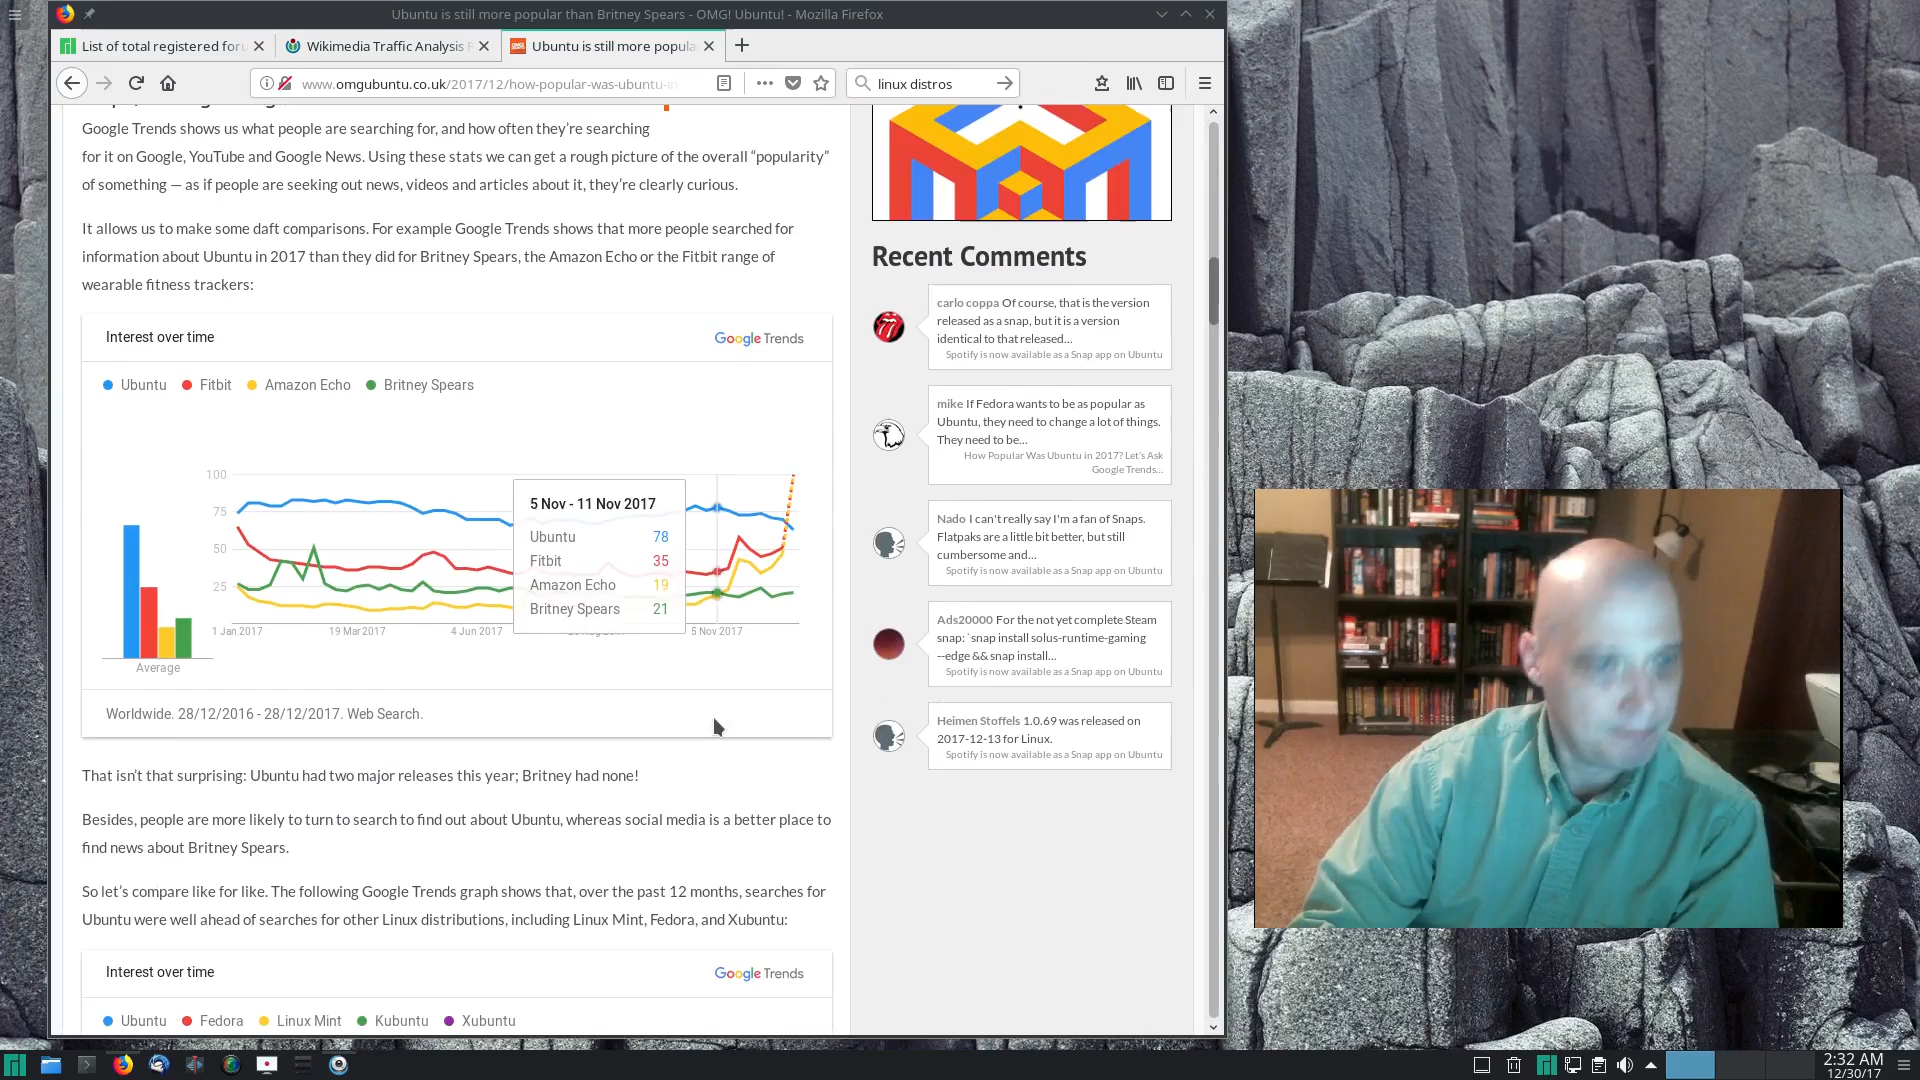 Ubuntu is still more popular than Britney Spears - OMG! Ubuntu! - Mozilla Firefox
List of total registered foru
Wikimedia Traffic Analysis R
Ubuntu is still more popula
www.omgubuntu.co.uk/2017/12/how-popular-was-ubuntu-in
linux distros
Google Trends shows us what people are searching for, and how often they’re searching
for it on Google, YouTube and Google News. Using these stats we can get a rough picture of the overall “popularity”
of something — as if people are seeking out news, videos and articles about it, they’re clearly curious.
It allows us to make some daft comparisons. For example Google Trends shows that more people searched for
information about Ubuntu in 2017 than they did for Britney Spears, the Amazon Echo or the Fitbit range of
wearable fitness trackers:
Interest over time
Google Trends
Ubuntu Fitbit Amazon Echo Britney Spears
100
75
50
25
5 Nov - 11 Nov 2017
Ubuntu 78
Fitbit 35
Amazon Echo 19
Britney Spears 21
1 Jan 2017 19 Mar 2017 4 Jun 2017 5 Nov 2017
Average
Worldwide. 28/12/2016 - 28/12/2017. Web Search.
That isn’t that surprising: Ubuntu had two major releases this year; Britney had none!
Besides, people are more likely to turn to search to find out about Ubuntu, whereas social media is a better place to
find news about Britney Spears.
So let’s compare like for like. The following Google Trends graph shows that, over the past 12 months, searches for
Ubuntu were well ahead of searches for other Linux distributions, including Linux Mint, Fedora, and Xubuntu:
Interest over time
Google Trends
Ubuntu Fedora Linux Mint Kubuntu Xubuntu
Recent Comments
carlo coppa Of course, that is the version
released as a snap, but it is a version
identical to that released...
Spotify is now available as a Snap app on Ubuntu
mike If Fedora wants to be as popular as
Ubuntu, they need to change a lot of things.
They need to be...
How Popular Was Ubuntu in 2017? Let’s Ask
Google Trends...
Nado I can't really say I'm a fan of Snaps.
Flatpaks are a little bit better, but still
cumbersome and...
Spotify is now available as a Snap app on Ubuntu
Ads20000 For the not yet complete Steam
snap: `snap install solus-runtime-gaming
--edge && snap install...
Spotify is now available as a Snap app on Ubuntu
Heimen Stoffels 1.0.69 was released on
2017-12-13 for Linux.
Spotify is now available as a Snap app on Ubuntu
2:32 AM
12/30/17